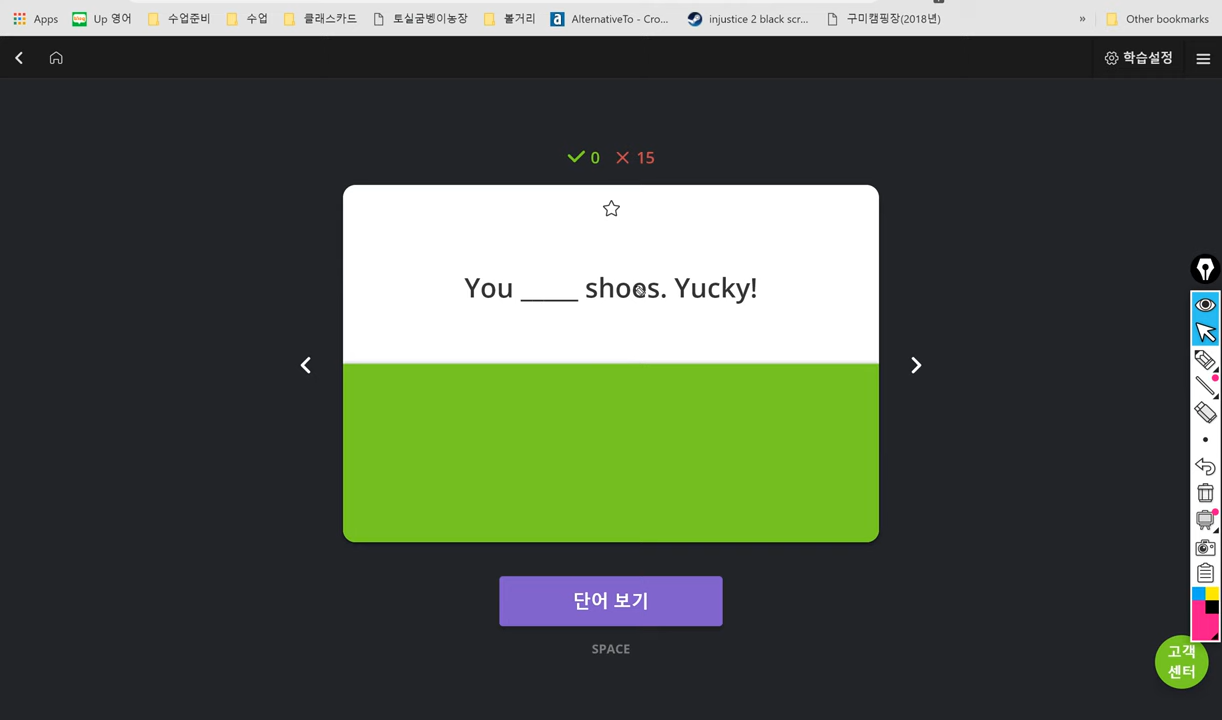 Apps Up 영어 수업준비 수업 클래스카드 토실굼벵이농장 볼거리 AlternativeTo - Cro... injustice 2 black scr... 구미캠핑장(2018년) » Other bookmarks
학습설정
0 15
You ____ shoes. Yucky!
단어 보기
SPACE
고객
센터